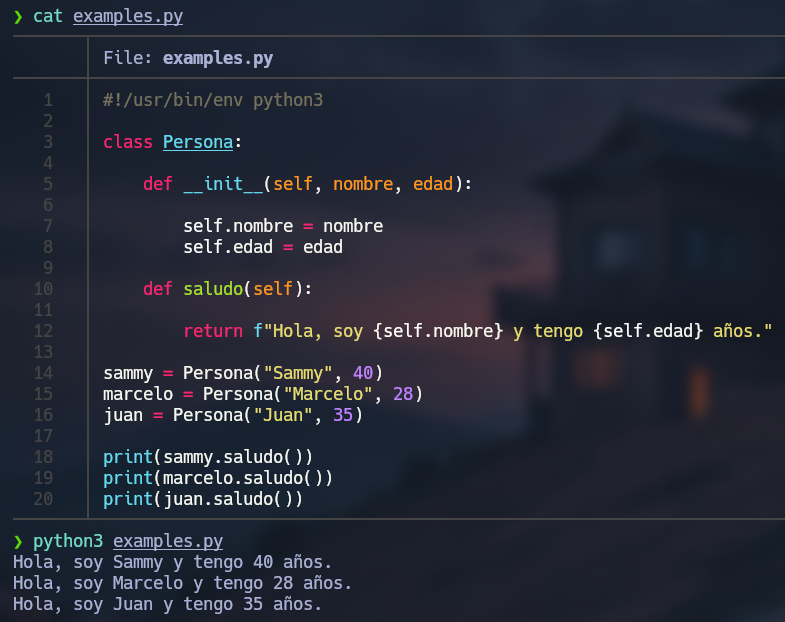 ❯ cat examples.py
File: examples.py
1 #!/usr/bin/env python3
2
3 class Persona:
4
5     def __init__(self, nombre, edad):
6
7         self.nombre = nombre
8         self.edad = edad
9
10     def saludo(self):
11
12         return f"Hola, soy {self.nombre} y tengo {self.edad} años."
13
14 sammy = Persona("Sammy", 40)
15 marcelo = Persona("Marcelo", 28)
16 juan = Persona("Juan", 35)
17
18 print(sammy.saludo())
19 print(marcelo.saludo())
20 print(juan.saludo())
❯ python3 examples.py
Hola, soy Sammy y tengo 40 años.
Hola, soy Marcelo y tengo 28 años.
Hola, soy Juan y tengo 35 años.